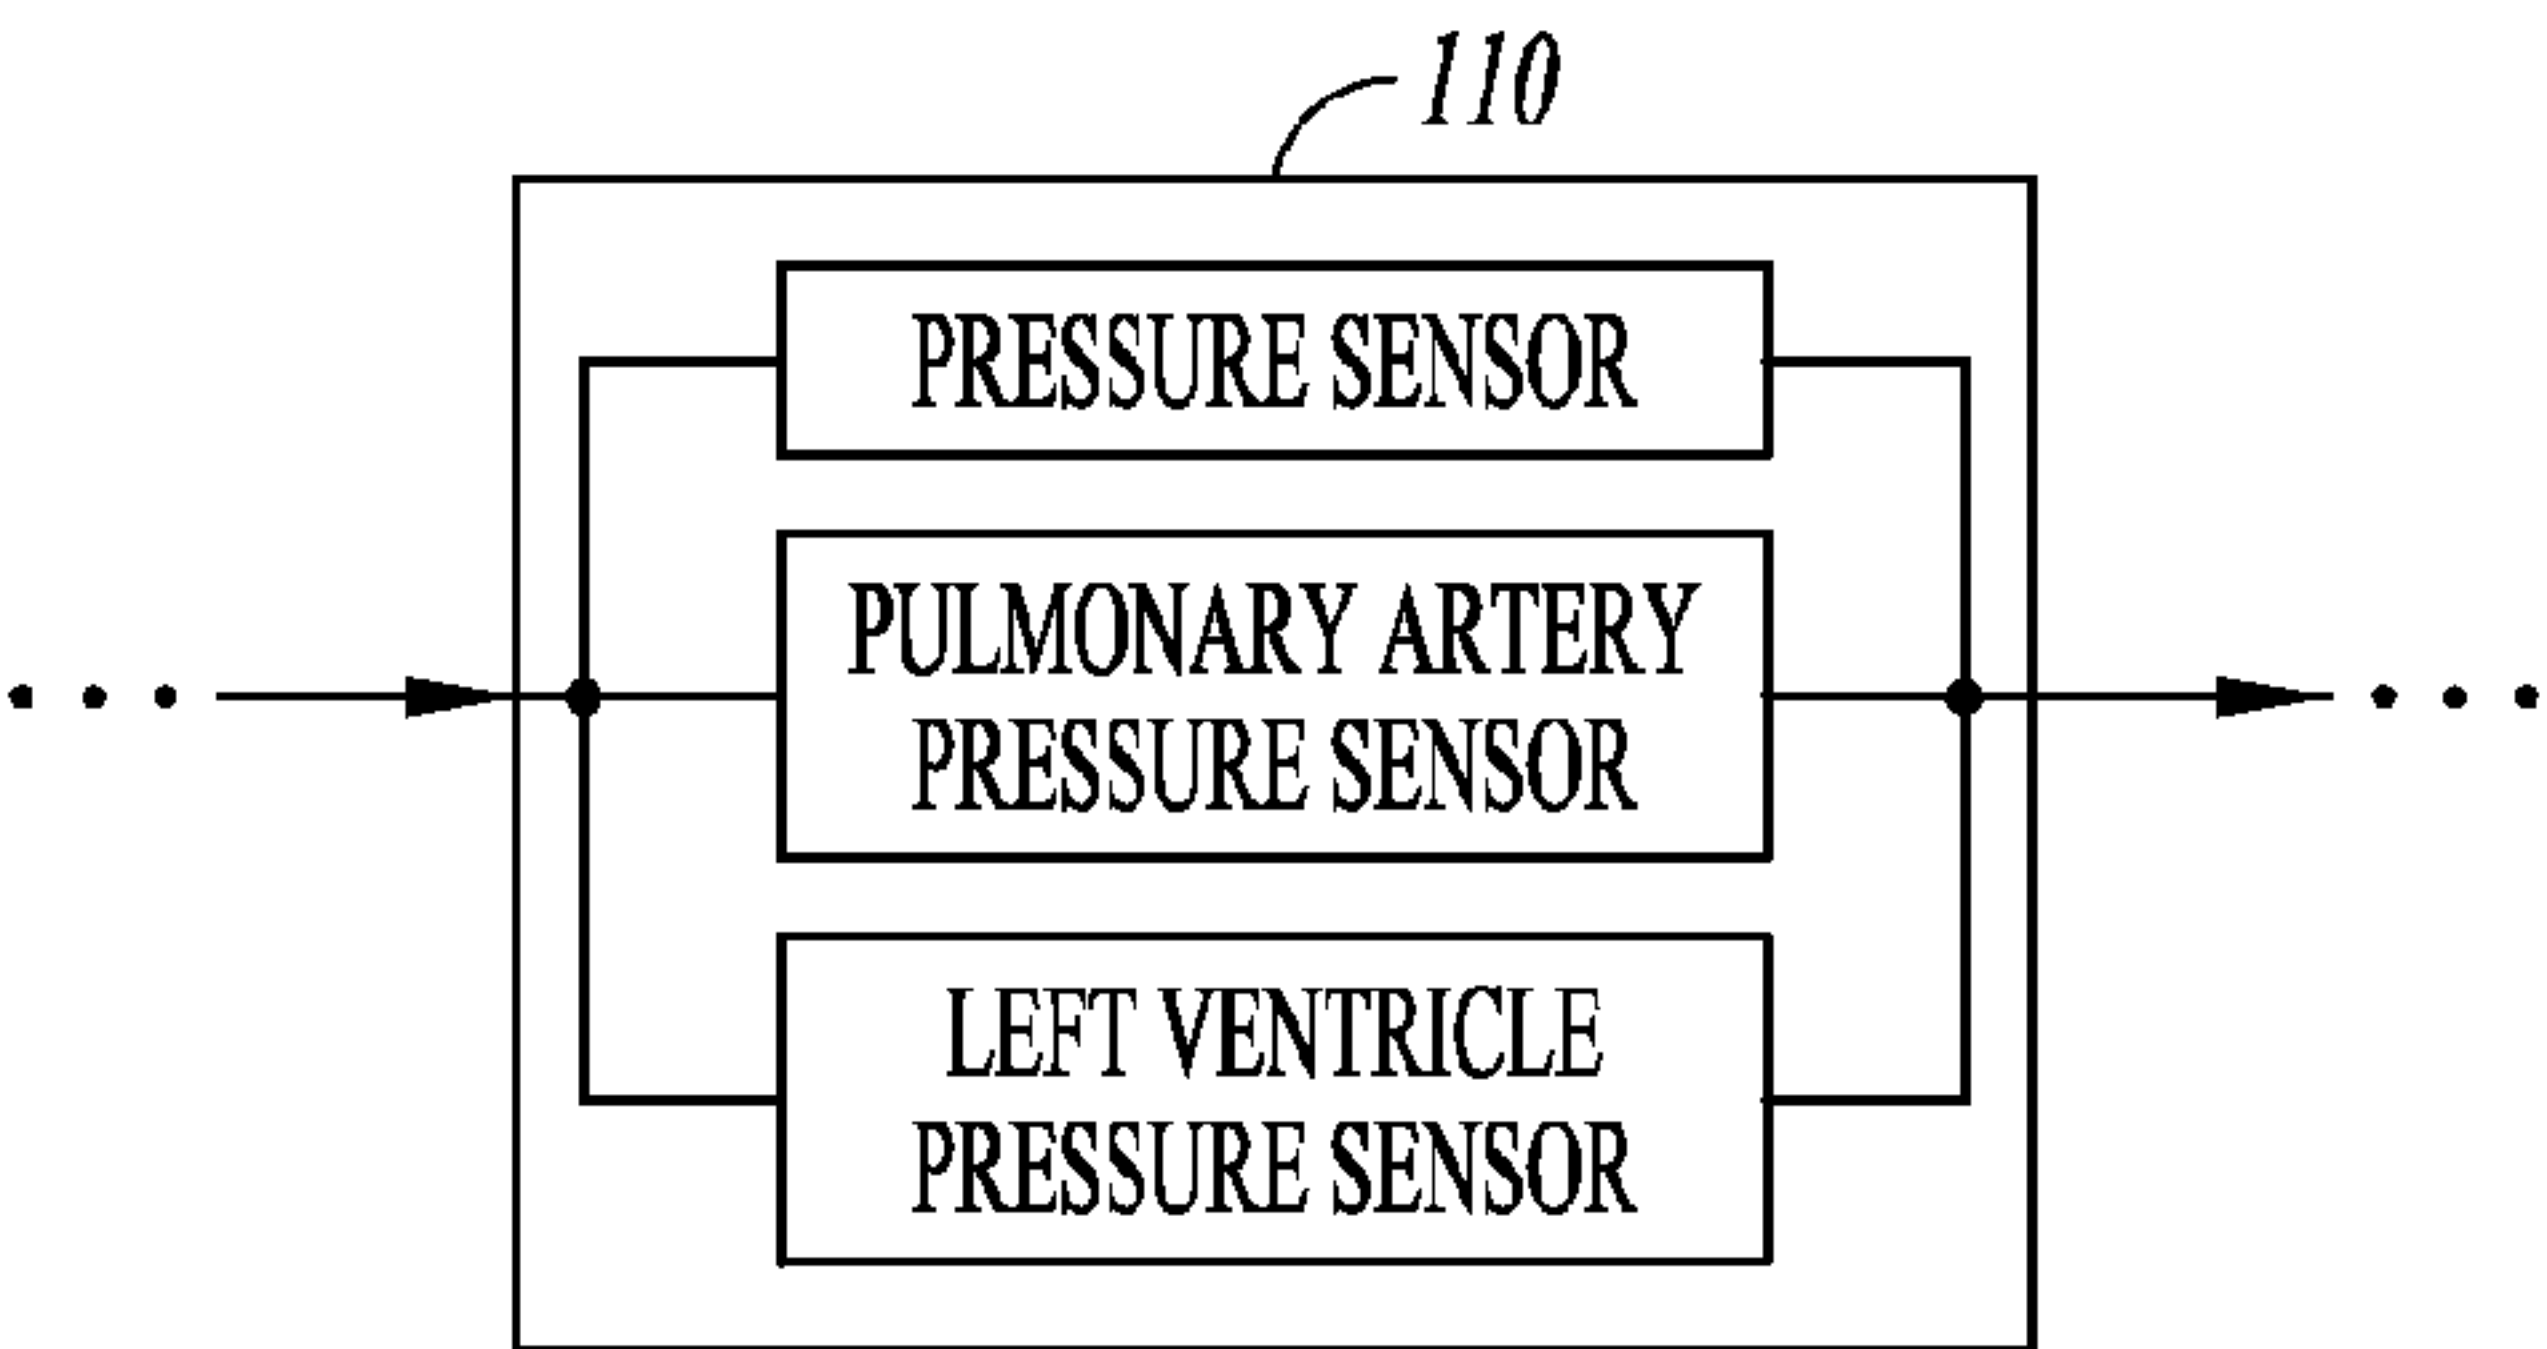 110
PRESSURE SENSOR
PULMONARY ARTERY
PRESSURE SENSOR
LEFT VENTRICLE
PRESSURE SENSOR